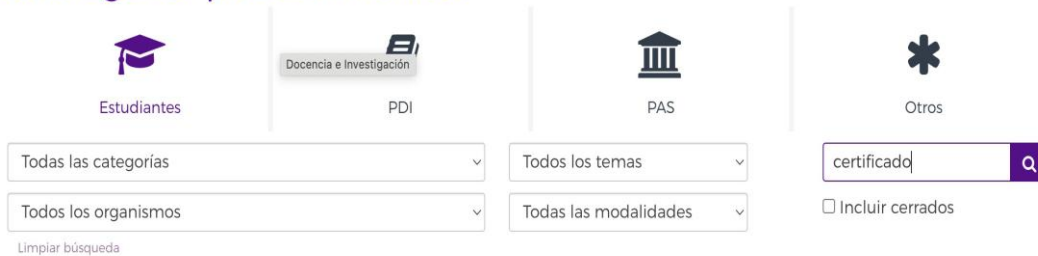 Docencia e Investigación
Estudiantes
PDI
PAS
Otros
Todas las categorías
Todos los temas
certificado
Todos los organismos
Todas las modalidades
Incluir cerrados
Limpiar búsqueda